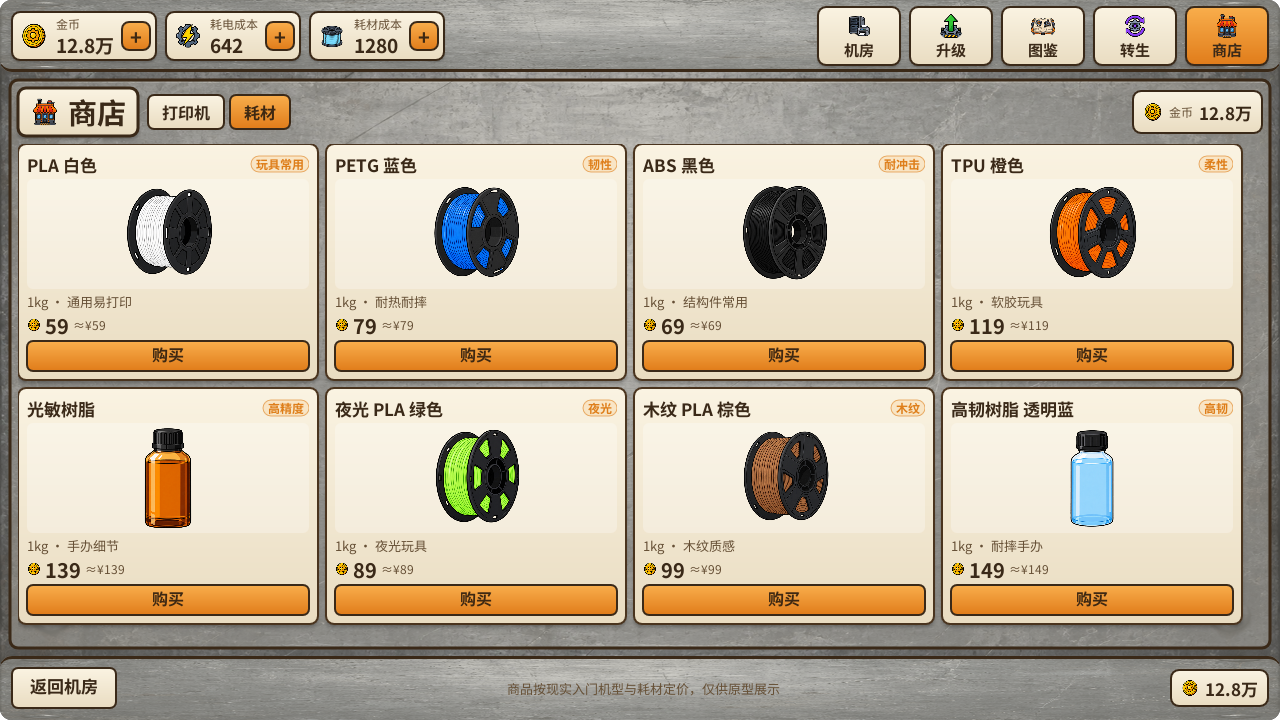 金币
12.8万
+
耗电成本
642
+
耗材成本
1280
+
机房
升级
图鉴
转生
商店
商店
打印机
耗材
金币 12.8万
PLA 白色
玩具常用
1kg · 通用易打印
59 ≈¥59
购买
PETG 蓝色
韧性
1kg · 耐热耐摔
79 ≈¥79
购买
ABS 黑色
耐冲击
1kg · 结构件常用
69 ≈¥69
购买
TPU 橙色
柔性
1kg · 软胶玩具
119 ≈¥119
购买
光敏树脂
高精度
1kg · 手办细节
139 ≈¥139
购买
夜光 PLA 绿色
夜光
1kg · 夜光玩具
89 ≈¥89
购买
木纹 PLA 棕色
木纹
1kg · 木纹质感
99 ≈¥99
购买
高韧树脂 透明蓝
高韧
1kg · 耐摔手办
149 ≈¥149
购买
返回机房
商品按现实入门机型与耗材定价，仅供原型展示
12.8万